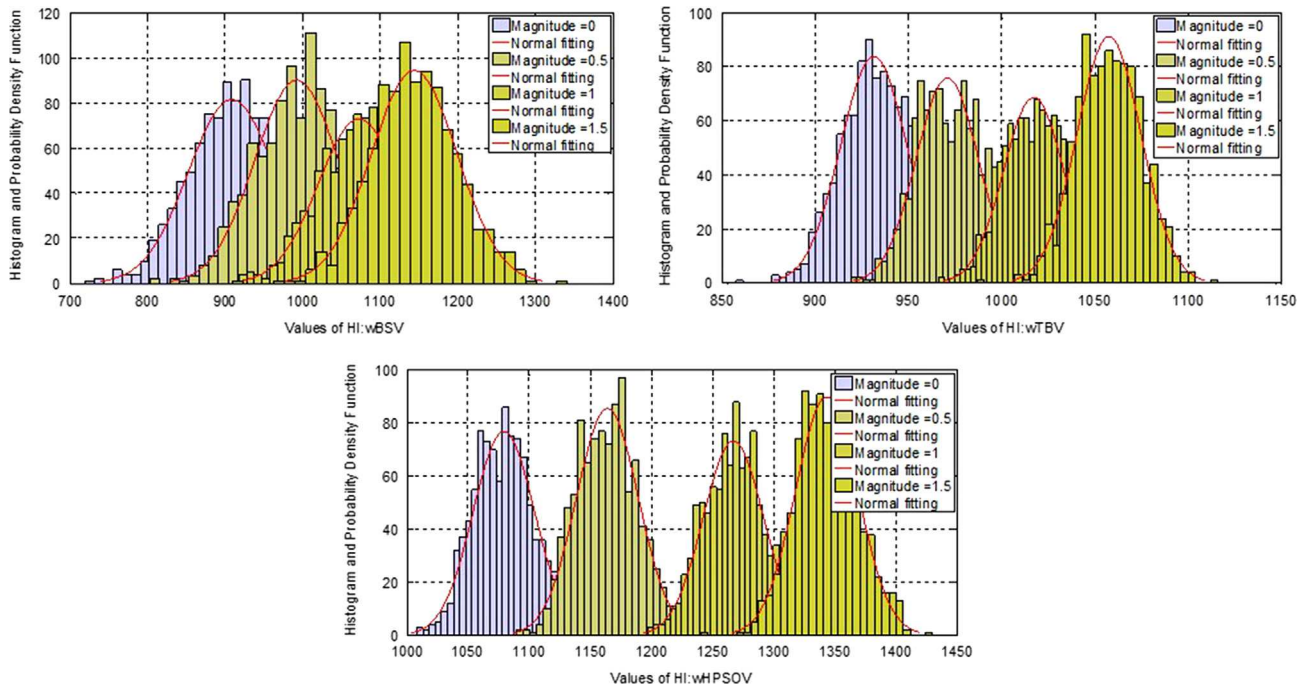 Histogram and Probability Density Function
120
100
80
60
40
20
0
700 800 900 1000 1100 1200 1300 1400
Values of HI:wBSV
Magnitude =0
Normal fitting
Magnitude =0.5
Normal fitting
Magnitude =1
Normal fitting
Magnitude =1.5
Normal fitting
Histogram and Probability Density Function
100
80
60
40
20
0
850 900 950 1000 1050 1100 1150
Values of HI:wTBV
Magnitude =0
Normal fitting
Magnitude =0.5
Normal fitting
Magnitude =1
Normal fitting
Magnitude =1.5
Normal fitting
Histogram and Probability Density Function
100
80
60
40
20
0
1000 1050 1100 1150 1200 1250 1300 1350 1400 1450
Values of HI:wHPSOV
Magnitude =0
Normal fitting
Magnitude =0.5
Normal fitting
Magnitude =1
Normal fitting
Magnitude =1.5
Normal fitting